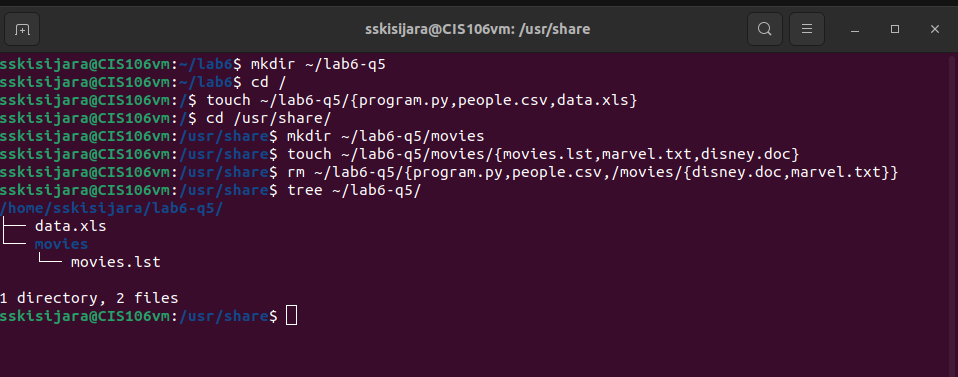 sskisijara@CIS106vm: /usr/share
sskisijara@CIS106vm:~/lab6$ mkdir ~/lab6-q5
sskisijara@CIS106vm:~/lab6$ cd /
sskisijara@CIS106vm:/$ touch ~/lab6-q5/{program.py,people.csv,data.xls}
sskisijara@CIS106vm:/$ cd /usr/share/
sskisijara@CIS106vm:/usr/share$ mkdir ~/lab6-q5/movies
sskisijara@CIS106vm:/usr/share$ touch ~/lab6-q5/movies/{movies.lst,marvel.txt,disney.doc}
sskisijara@CIS106vm:/usr/share$ rm ~/lab6-q5/{program.py,people.csv,/movies/{disney.doc,marvel.txt}}
sskisijara@CIS106vm:/usr/share$ tree ~/lab6-q5/
/home/sskisijara/lab6-q5/
├── data.xls
└── movies
    └── movies.lst
1 directory, 2 files
sskisijara@CIS106vm:/usr/share$